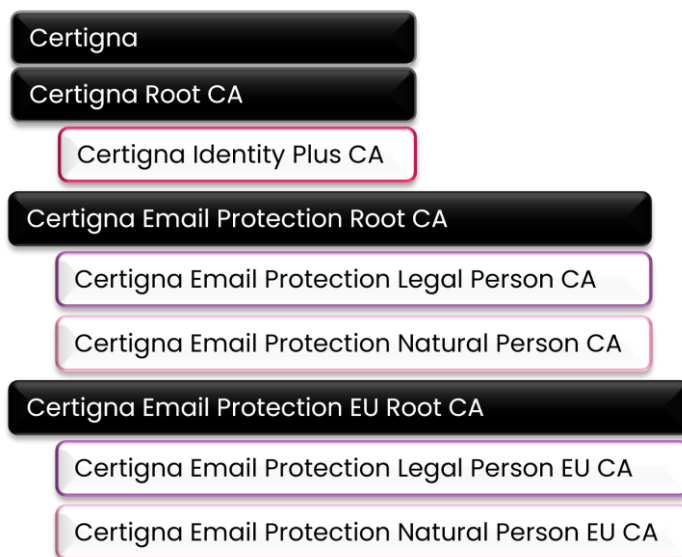 Certigna
Certigna Root CA
Certigna Identity Plus CA
Certigna Email Protection Root CA
Certigna Email Protection Legal Person CA
Certigna Email Protection Natural Person CA
Certigna Email Protection EU Root CA
Certigna Email Protection Legal Person EU CA
Certigna Email Protection Natural Person EU CA